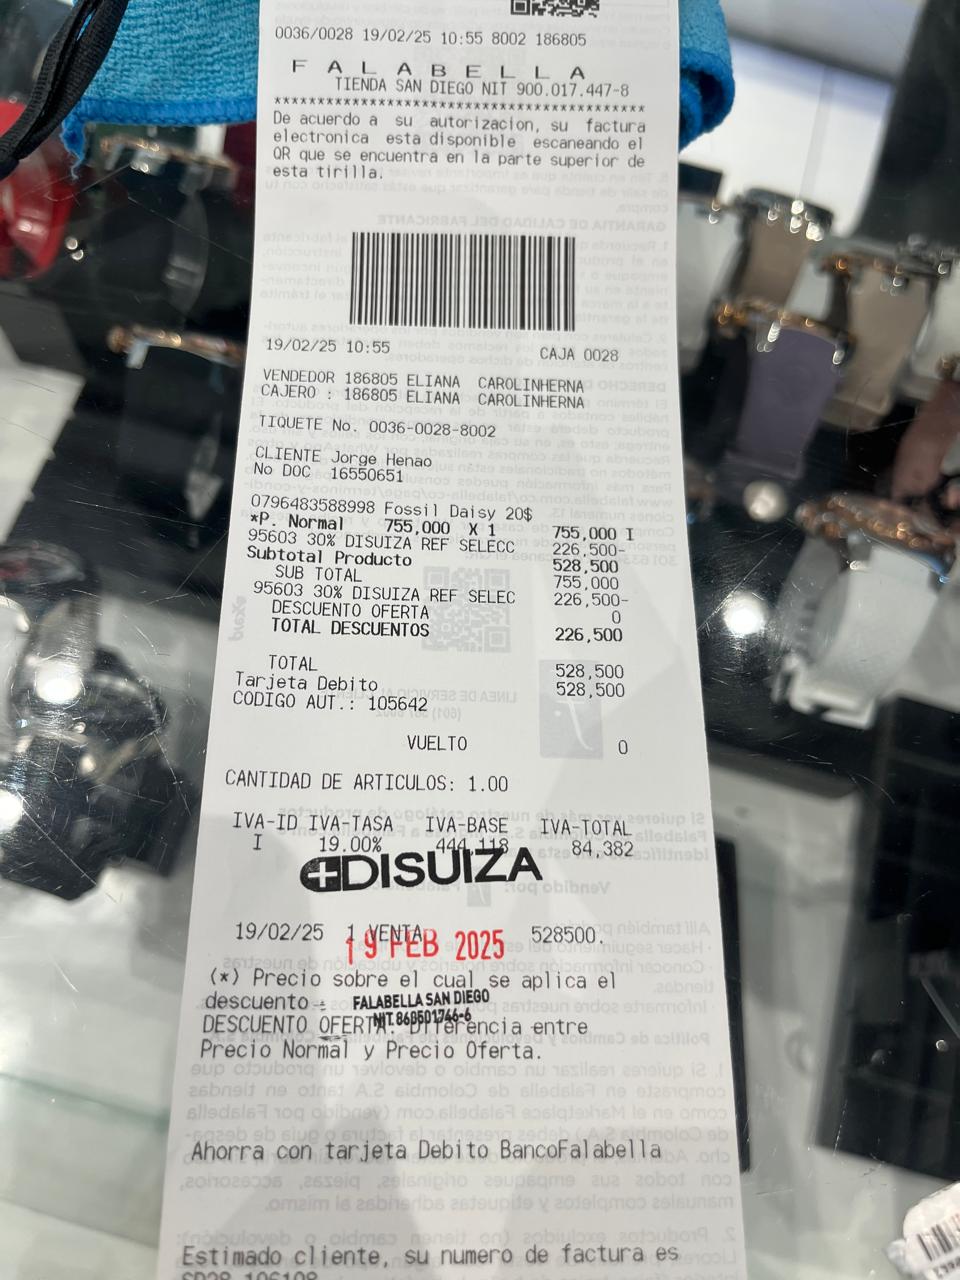 0036/0028 19/02/25 10:55 8002 186805
FALABELLA
TIENDA SAN DIEGO NIT 900.017.447-8
****************************************************
De acuerdo a su autorizacion, su factura
electronica esta disponible escaneando el
QR que se encuentra en la parte superior de
esta tirilla.
19/02/25 10:55 CAJA 0028
VENDEDOR 186805 ELIANA CAROLINHERNA
CAJERO : 186805 ELIANA CAROLINHERNA
TIQUETE No. 0036-0028-8002
CLIENTE Jorge Henao
No DOC 16550651
0796483588998 Fossil Daisy 20$
*P. Normal 755,000 X 1 755,000 I
95603 30% DISUIZA REF SELECC 226,500-
Subtotal Producto 528,500
SUB TOTAL 755,000
95603 30% DISUIZA REF SELEC 226,500-
DESCUENTO OFERTA 0
TOTAL DESCUENTOS 226,500
TOTAL 528,500
Tarjeta Debito 528,500
CODIGO AUT.: 105642
VUELTO 0
CANTIDAD DE ARTICULOS: 1.00
IVA-ID IVA-TASA IVA-BASE IVA-TOTAL
I 19.00% 444,118 84,382
DISUIZA
19/02/25 1 VENTA 528500.
19 FEB 2025
(*) Precio sobre el cual se aplica el
descuento
FALABELLA SAN DIEGO
DESCUENTO OFERTA: Diferencia entre
Precio Normal y Precio Oferta.
Ahorra con tarjeta Debito BancoFalabella
Estimado cliente, su numero de factura es